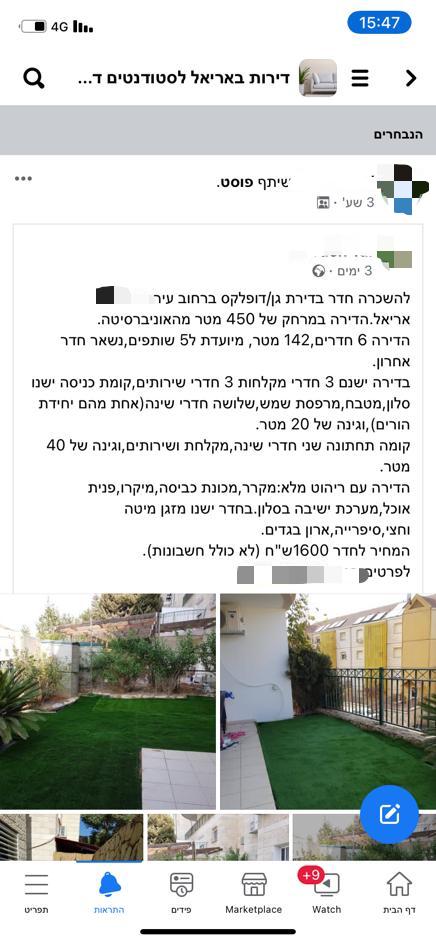 15:47
4G
דירות באריאל לסטודנטים ד...
הנבחרים
שיתף פוסט.
3 שע' ·
3 ימים ·
להשכרה חדר בדירת גן/דופלקס ברחוב עיר
אריאל.הדירה במרחק של 450 מטר מהאוניברסיטה.
הדירה 6 חדרים,142 מטר, מיועדת ל5 שותפים,נשאר חדר
אחרון.
בדירה ישנם 3 חדרי מקלחות 3 חדרי שירותים,קומת כניסה ישנו
סלון,מטבח,מרפסת שמש,שלושה חדרי שינה(אחת מהם יחידת
הורים),וגינה של 20 מטר.
קומה תחתונה שני חדרי שינה,מקלחת ושירותים,וגינה של 40
מטר.
הדירה עם ריהוט מלא:מקרר,מכונת כביסה,מיקרו,פנית
אוכל,מערכת ישיבה בסלון.בחדר ישנו מזגן מיטה
וחצי,סיפרייה,ארון בגדים.
המחיר לחדר 1600ש"ח (לא כולל חשבונות).
לפרטים
דף הבית
Watch
+9
Marketplace
פידים
התראות
תפריט